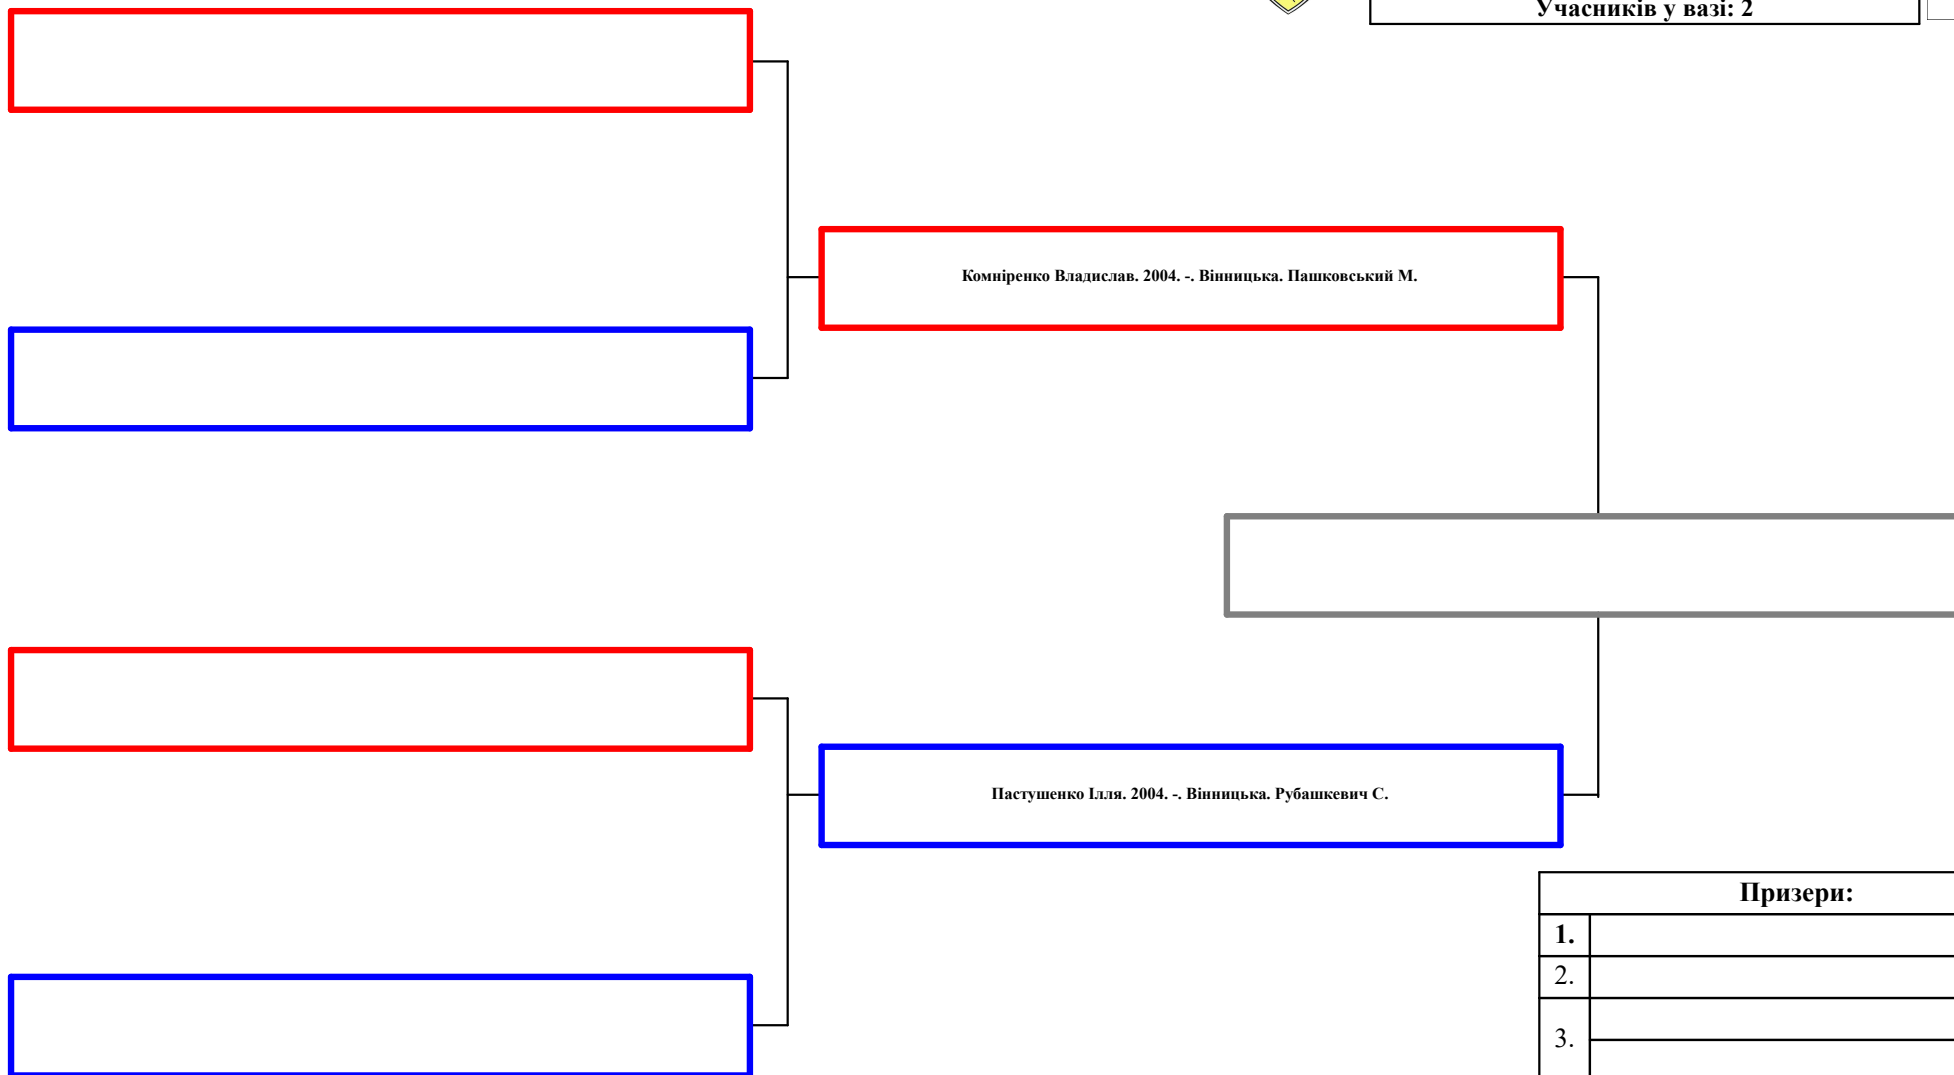 Учасників у вазі: 2
Комніренко Владислав. 2004. -. Вінницька. Пашковський М.
Пастушенко Ілля. 2004. -. Вінницька. Рубашкевич С.
Призери:
1.
2.
3.